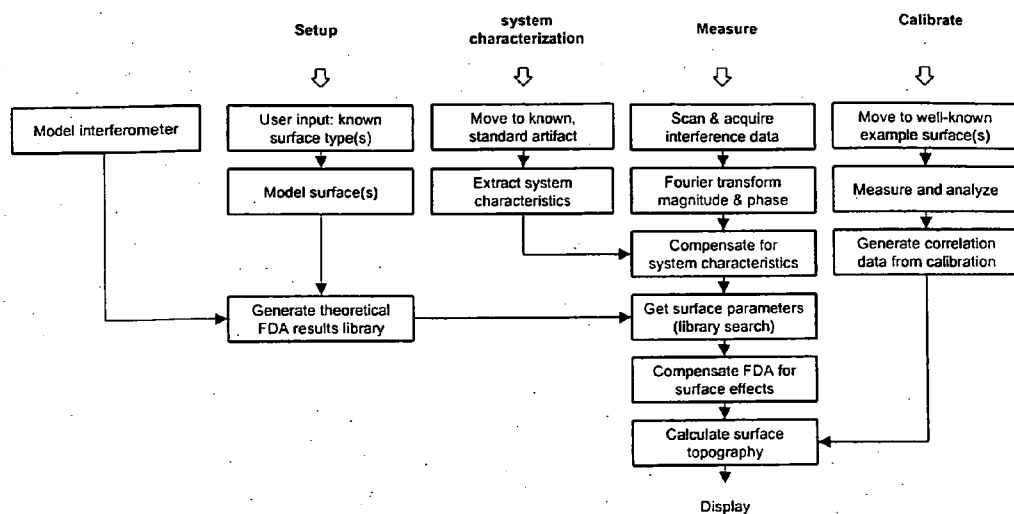 Setup
system
characterization
Measure
Calibrate
Model interferometer
User input: known
surface type(s)
Model surface(s)
Generate theoretical
FDA results library
Move to known,
standard artifact
Extract system
characteristics
Scan & acquire
interference data
Fourier transform
magnitude & phase
Compensate for
system characteristics
Get surface parameters
(library search)
Compensate FDA for
surface effects
Calculate surface
topography
Display
Move to well-known
example surface(s)
Measure and analyze
Generate correlation
data from calibration